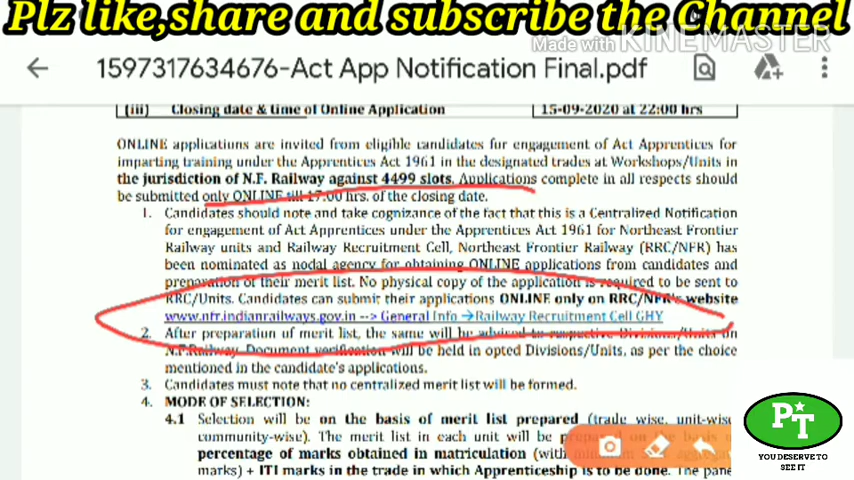 Plz like,share and subscribe the Channel
Made with KINEMASTER
1597317634676-Act App Notification Final.pdf
(iii) Closing date & time of Online Application 15-09-2020 at 22:00 hrs
ONLINE applications are invited from eligible candidates for engagement of Act Apprentices for
imparting training under the Apprentices Act 1961 in the designated trades at Workshops/Units in
the jurisdiction of N.F. Railway against 4499 slots. Applications complete in all respects should
be submitted only ONLINE till 17:00 hrs. of the closing date.
1. Candidates should note and take cognizance of the fact that this is a Centralized Notification
for engagement of Act Apprentices under the Apprentices Act 1961 for Northeast Frontier
Railway units and Railway Recruitment Cell, Northeast Frontier Railway (RRC/NFR) has
been nominated as nodal agency for obtaining ONLINE applications from candidates and
preparation of their merit list. No physical copy of the application is required to be sent to
RRC/Units. Candidates can submit their applications ONLINE only on RRC/NFR's website
www.nfr.indianrailways.gov.in --> General Info →Railway Recruitment Cell GHY
2. After preparation of merit list, the same will be advised to respective Divisions/Units on
N.F.Railway. Document verification will be held in opted Divisions/Units, as per the choice
mentioned in the candidate's applications.
3. Candidates must note that no centralized merit list will be formed.
4. MODE OF SELECTION:
4.1 Selection will be on the basis of merit list prepared (trade wise, unit-wise
community-wise). The merit list in each unit will be on the basis
percentage of marks obtained in matriculation (with
marks) + ITI marks in the trade in which Apprenticeship is to be done. The pane
PT
YOU DESERVE TO
SEE IT